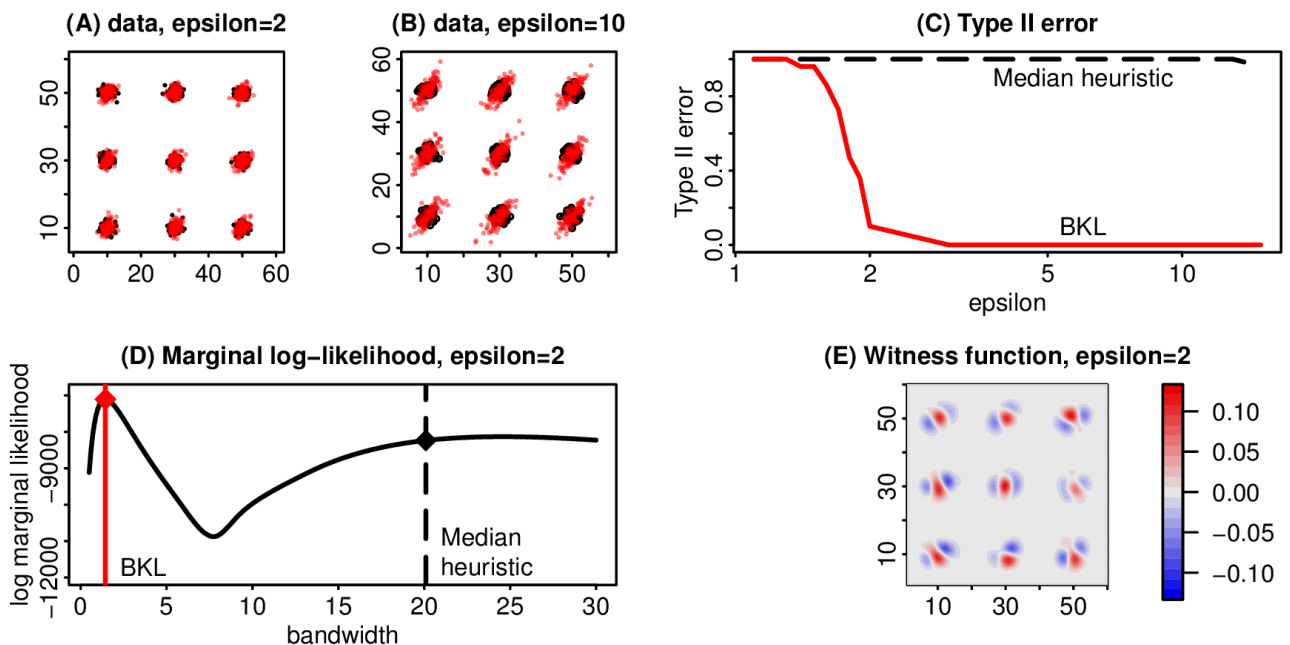 (A) data, epsilon=2
50
30
10
0 20 40 60
(B) data, epsilon=10
60
40
20
0
10 30 50
(C) Type II error
Type II error
0.8
0.4
0.0
Median heuristic
BKL
1 2 5 10
epsilon
(D) Marginal log−likelihood, epsilon=2
log marginal likelihood
−9000
−12000
BKL
Median
heuristic
0 5 10 15 20 25 30
bandwidth
(E) Witness function, epsilon=2
50
30
10
10 30 50
0.10
0.05
0.00
−0.05
−0.10